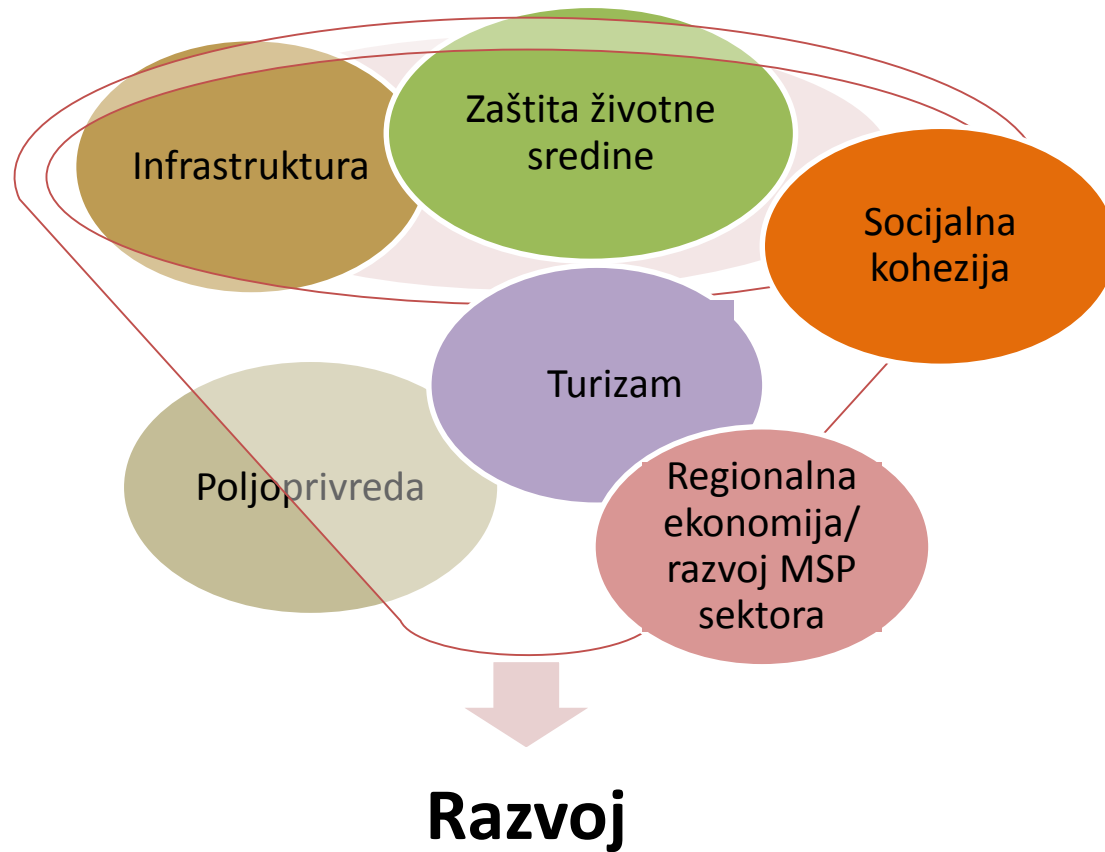 Zaštita životne
sredine
Infrastruktura
Socijalna
kohezija
Turizam
Poljoprivreda
Regionalna
ekonomija/
razvoj MSP
sektora
Razvoj